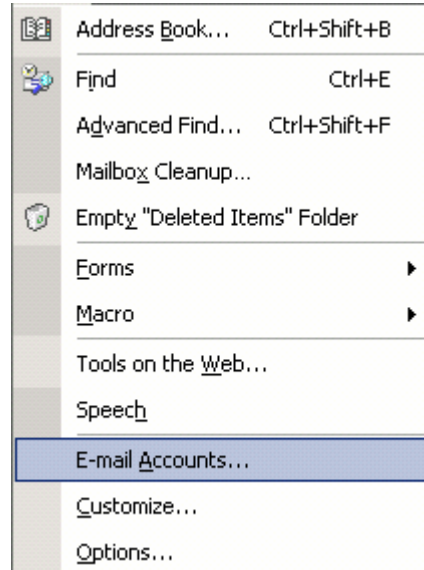 Address Book... Ctrl+Shift+B
Find Ctrl+E
Advanced Find... Ctrl+Shift+F
Mailbox Cleanup...
Empty "Deleted Items" Folder
Forms
Macro
Tools on the Web...
Speech
E-mail Accounts...
Customize...
Options...